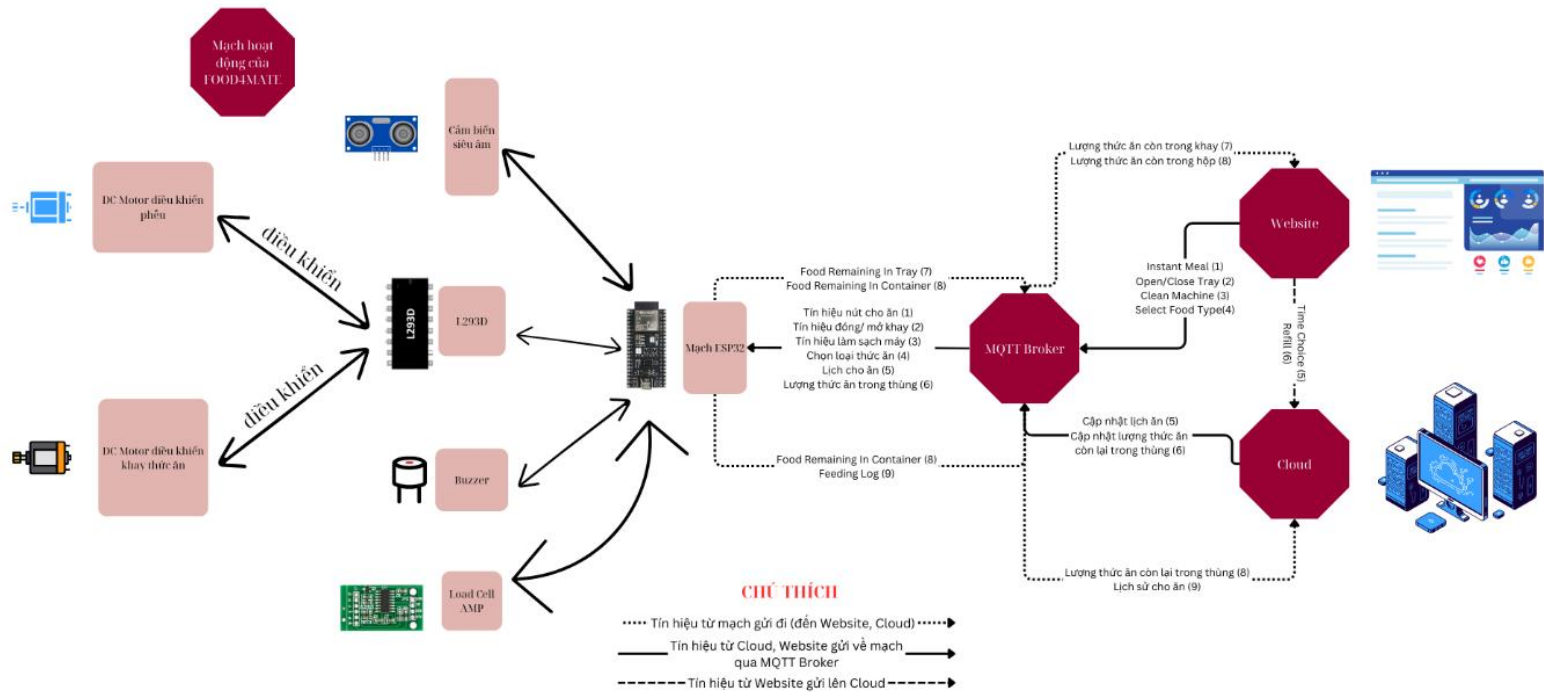 Mạch hoạt
động của
FOOD4MATE
Cảm biến
siêu âm
DC Motor điều khiển
phễu
điều khiển
L293D
L293D
điều khiển
DC Motor điều khiển
khay thức ăn
Buzzer
Load Cell
AMP
Mạch ESP32
Food Remaining In Tray (7)
Food Remaining In Container (8)
Tín hiệu nút cho ăn (1)
Tín hiệu đóng/ mở khay (2)
Tín hiệu làm sạch máy (3)
Chọn loại thức ăn (4)
Lịch cho ăn (5)
Lượng thức ăn trong thùng (6)
Food Remaining In Container (8)
Feeding Log (9)
MQTT Broker
Lượng thức ăn còn trong khay (7)
Lượng thức ăn còn trong hộp (8)
Website
Instant Meal (1)
Open/Close Tray (2)
Clean Machine (3)
Select Food Type(4)
Time Choice (5)
Refill (6)
Cập nhật lịch ăn (5)
Cập nhật lượng thức ăn
còn lại trong thùng (6)
Cloud
Lượng thức ăn còn lại trong thùng (8)
Lịch sử cho ăn (9)
CHÚ THÍCH
Tín hiệu từ mạch gửi đi (đến Website, Cloud)
Tín hiệu từ Cloud, Website gửi về mạch
qua MQTT Broker
Tín hiệu từ Website gửi lên Cloud